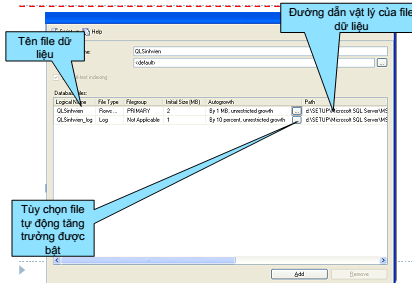 Đường dẫn vật lý của file
dữ liệu
Help
Tên file dữ
liệu
QLSinhvien
<default>
...
indexing
Database files:
Logical Name File Type Filegroup Initial Size (MB) Autogrowth Path
QLSinhvien Rows... PRIMARY 2 By 1 MB, unrestricted growth ... d:\SETUP\Microsoft SQL Server\MS
QLSinhvien_log Log Not Applicable 1 By 10 percent, unrestricted growth ... d:\SETUP\Microsoft SQL Server\MS
Tùy chọn file
tự động tăng
trưởng được
bật
Add Remove